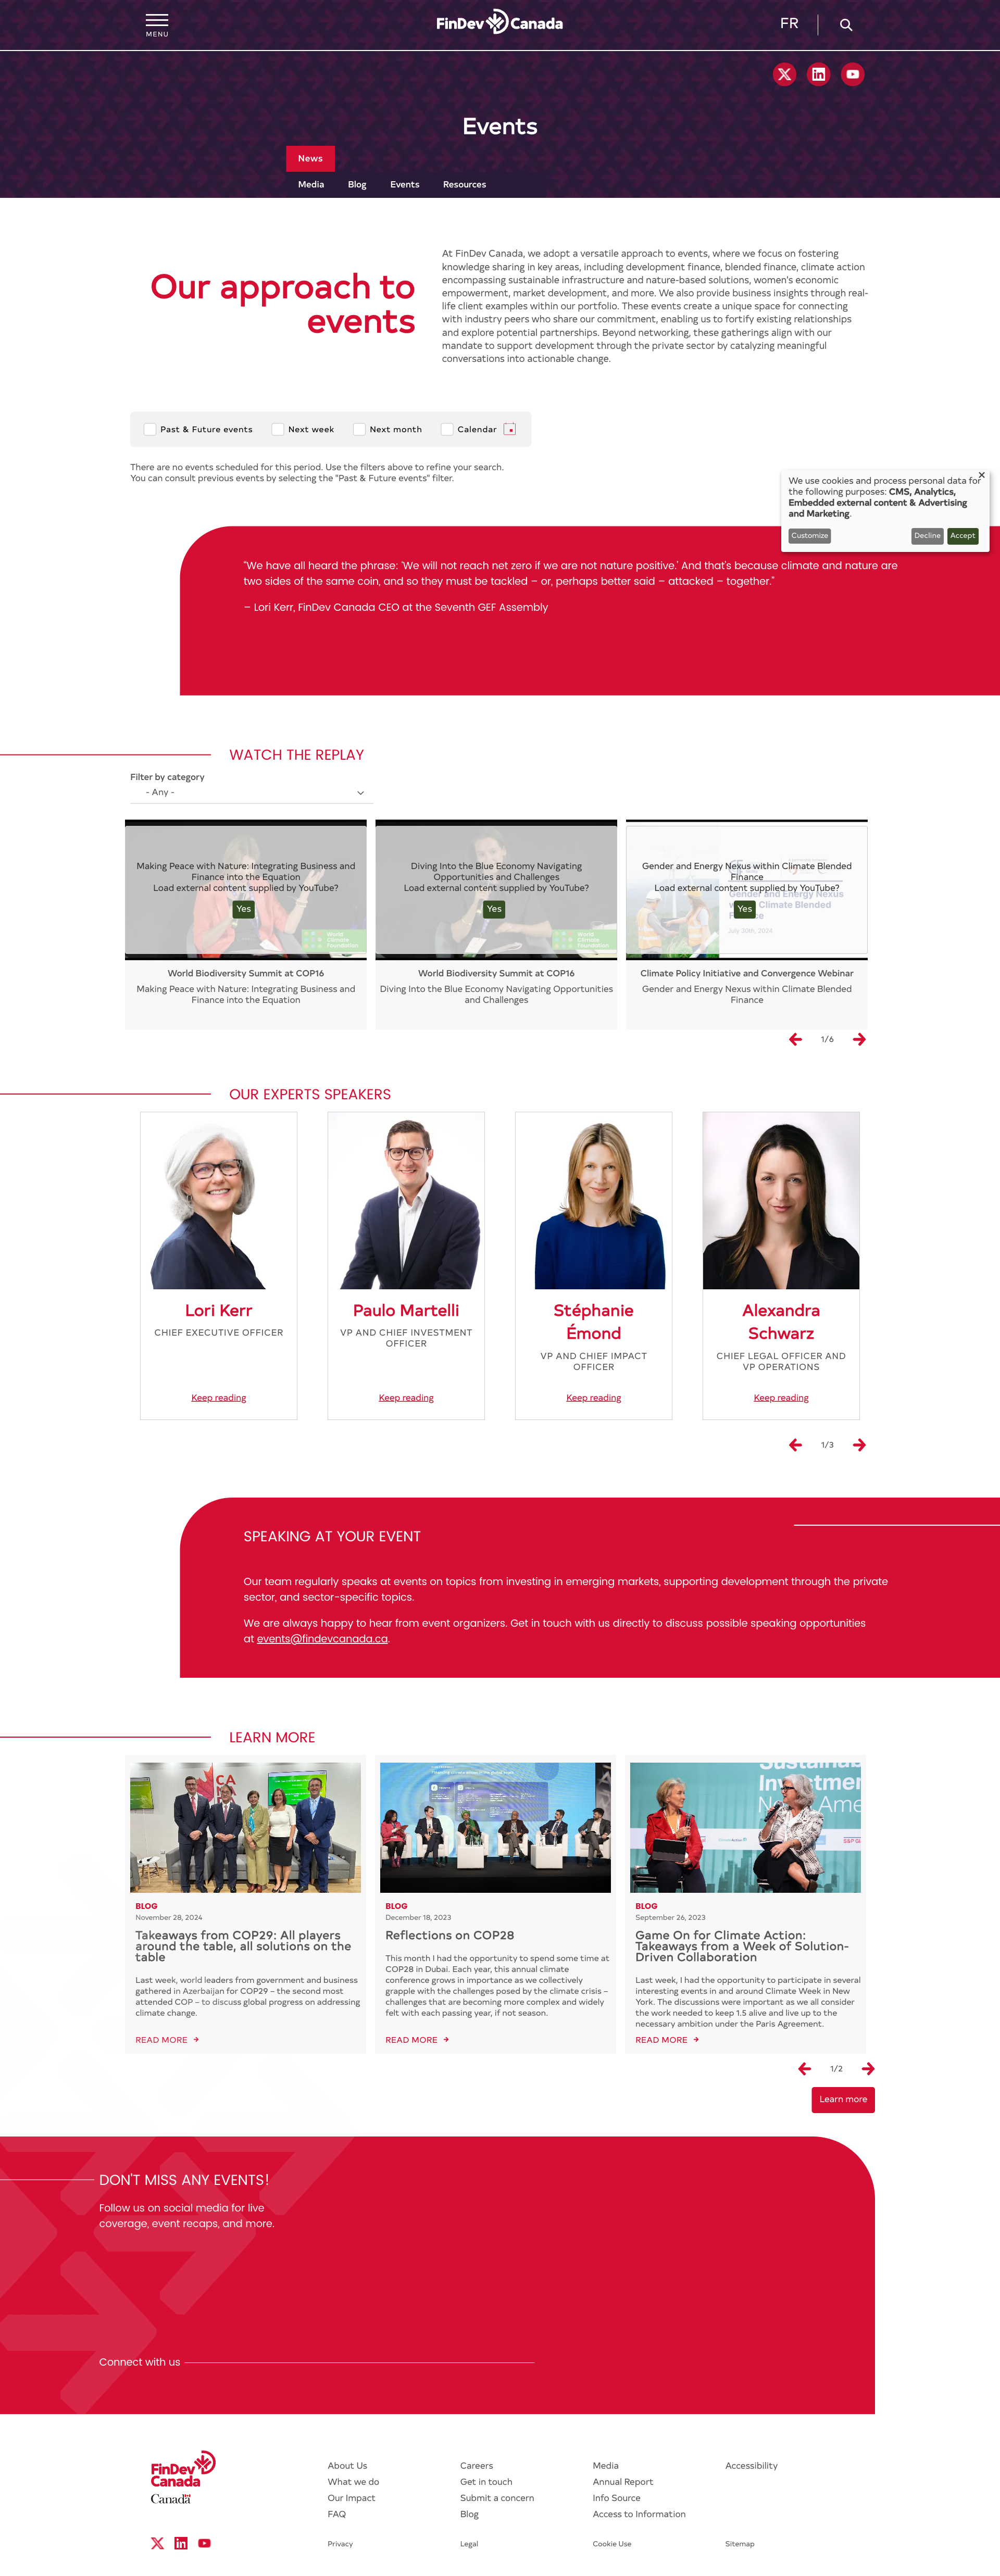 MENU
FinDev Canada
FR
Events
News
Media Blog Events Resources
Our approach to
events
At FinDev Canada, we adopt a versatile approach to events, where we focus on fostering
knowledge sharing in key areas, including development finance, blended finance, climate action
encompassing sustainable infrastructure and nature-based solutions, women's economic
empowerment, market development, and more. We also provide business insights through real-
life client examples within our portfolio. These events create a unique space for connecting
with industry peers who share our commitment, enabling us to fortify existing relationships
and explore potential partnerships. Beyond networking, these gatherings align with our
mandate to support development through the private sector by catalyzing meaningful
conversations into actionable change.
Past & Future events Next week Next month Calendar
There are no events scheduled for this period. Use the filters above to refine your search.
You can consult previous events by selecting the "Past & Future events" filter.
We use cookies and process personal data for
the following purposes: CMS, Analytics,
Embedded external content & Advertising
and Marketing.
Customize Decline Accept
"We have all heard the phrase: 'We will not reach net zero if we are not nature positive.' And that's because climate and nature are
two sides of the same coin, and so they must be tackled – or, perhaps better said – attacked – together."
– Lori Kerr, FinDev Canada CEO at the Seventh GEF Assembly
WATCH THE REPLAY
Filter by category
- Any -
Making Peace with Nature: Integrating Business and
Finance into the Equation
Load external content supplied by YouTube?
Yes
World Climate Foundation
World Biodiversity Summit at COP16
Making Peace with Nature: Integrating Business and
Finance into the Equation
Diving Into the Blue Economy Navigating
Opportunities and Challenges
Load external content supplied by YouTube?
Yes
World Climate Foundation
World Biodiversity Summit at COP16
Diving Into the Blue Economy Navigating Opportunities
and Challenges
Gender and Energy Nexus within Climate Blended
Finance
Load external content supplied by YouTube?
Yes
Gender and Energy Nexus
Climate Blended
July 30th, 2024
Climate Policy Initiative and Convergence Webinar
Gender and Energy Nexus within Climate Blended
Finance
1/6
OUR EXPERTS SPEAKERS
Lori Kerr
CHIEF EXECUTIVE OFFICER
Keep reading
Paulo Martelli
VP AND CHIEF INVESTMENT
OFFICER
Keep reading
Stéphanie
Émond
VP AND CHIEF IMPACT
OFFICER
Keep reading
Alexandra
Schwarz
CHIEF LEGAL OFFICER AND
VP OPERATIONS
Keep reading
1/3
SPEAKING AT YOUR EVENT
Our team regularly speaks at events on topics from investing in emerging markets, supporting development through the private
sector, and sector-specific topics.
We are always happy to hear from event organizers. Get in touch with us directly to discuss possible speaking opportunities
at events@findevcanada.ca.
LEARN MORE
BLOG
November 28, 2024
Takeaways from COP29: All players
around the table, all solutions on the
table
Last week, world leaders from government and business
gathered in Azerbaijan for COP29 – the second most
attended COP – to discuss global progress on addressing
climate change.
READ MORE
BLOG
December 18, 2023
Reflections on COP28
This month I had the opportunity to spend some time at
COP28 in Dubai. Each year, this annual climate
conference grows in importance as we collectively
grapple with the challenges posed by the climate crisis –
challenges that are becoming more complex and widely
felt with each passing year, if not season.
READ MORE
BLOG
September 26, 2023
Game On for Climate Action:
Takeaways from a Week of Solution-
Driven Collaboration
Last week, I had the opportunity to participate in several
interesting events in and around Climate Week in New
York. The discussions were important as we all consider
the work needed to keep 1.5 alive and live up to the
necessary ambition under the Paris Agreement.
READ MORE
1/2
Learn more
DON'T MISS ANY EVENTS!
Follow us on social media for live
coverage, event recaps, and more.
Connect with us
FinDev
Canada
Canada
About Us
What we do
Our Impact
FAQ
Careers
Get in touch
Submit a concern
Blog
Media
Annual Report
Info Source
Access to Information
Accessibility
Privacy Legal Cookie Use Sitemap